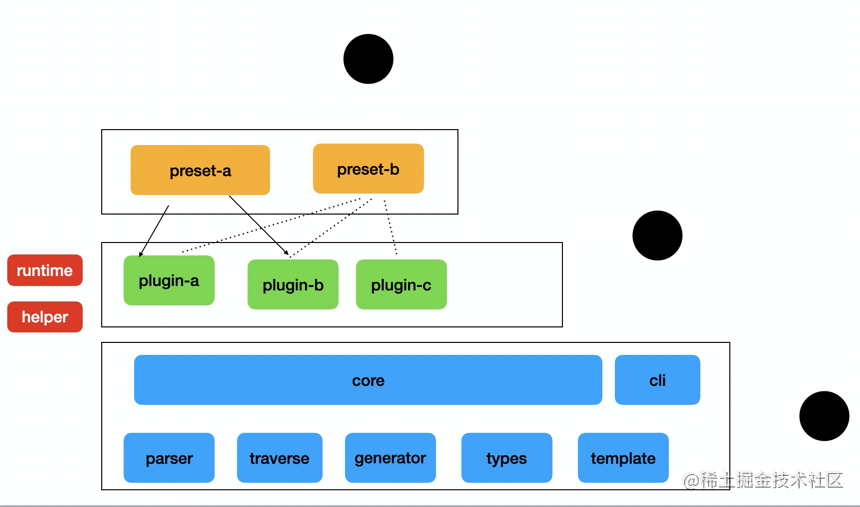 preset-a
preset-b
runtime
plugin-a
plugin-b
plugin-c
helper
core
cli
parser
traverse
generator
types
template
@稀土掘金技术社区